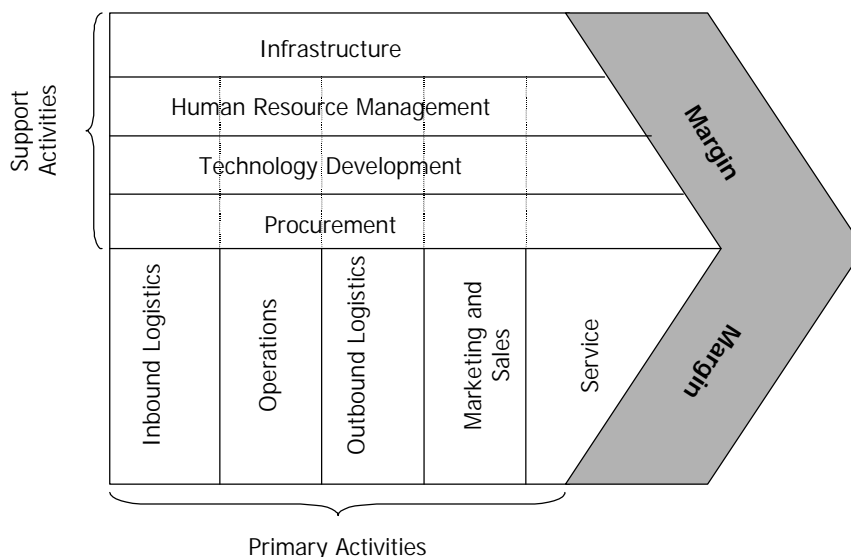 Support
Activities
Infrastructure
Human Resource Management
Technology Development
Procurement
Margin
Inbound Logistics
Operations
Outbound Logistics
Marketing and
Sales
Service
Margin
Primary Activities